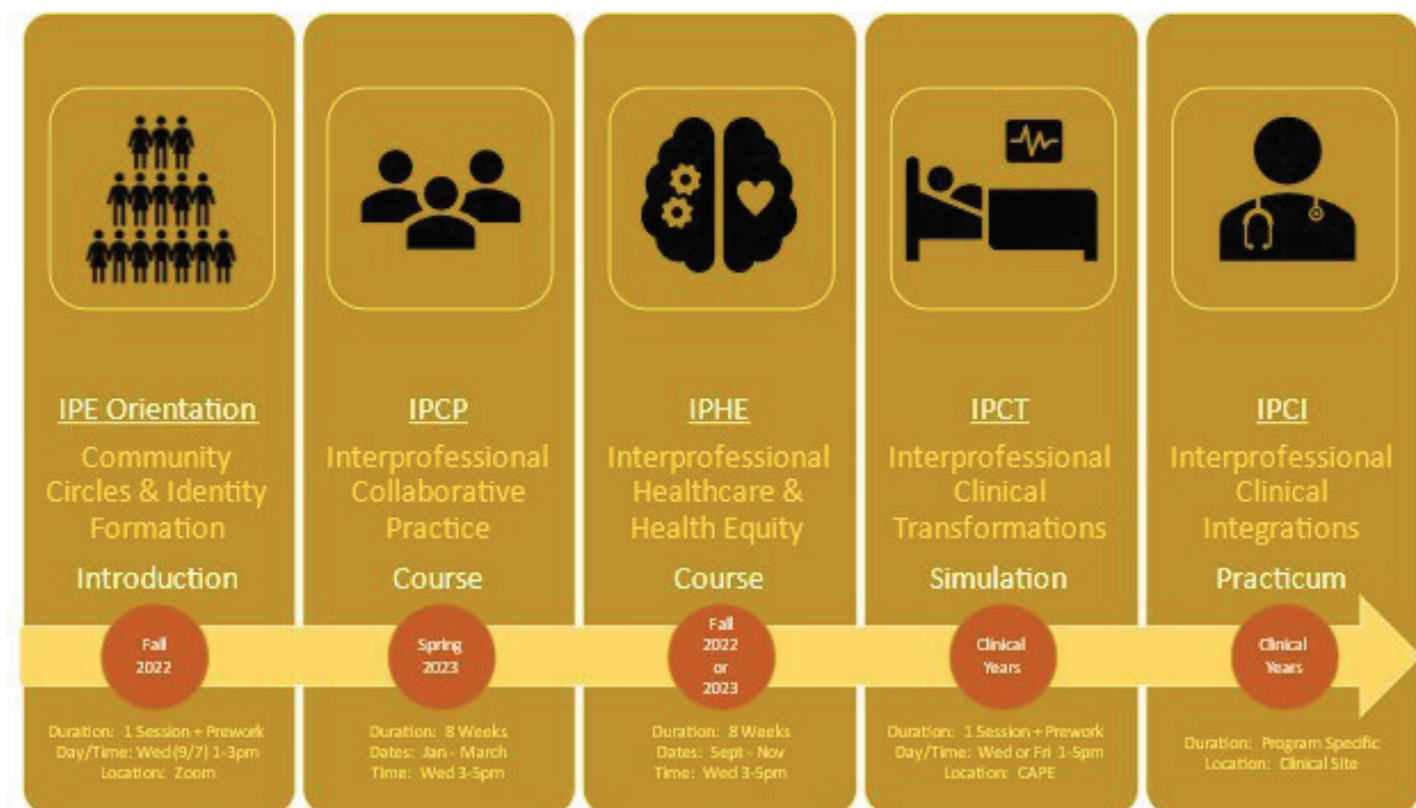 IPE Orientation
Community
Circles & Identity
Formation
Introduction
Fall
2022
Duration: 1 Session + Prework
Day/Time: Wed (9/7) 1-3pm
Location: Zoom
IPCP
Interprofessional
Collaborative
Practice
Course
Spring
2023
Duration: 8 Weeks
Dates: Jan - March
Time: Wed 3-5pm
IPHE
Interprofessional
Healthcare &
Health Equity
Course
Fall
2022
or
2023
Duration: 8 Weeks
Dates: Sept - Nov
Time: Wed 3-5pm
IPCT
Interprofessional
Clinical
Transformations
Simulation
Clinical
Years
Duration: 1 Session + Prework
Day/Time: Wed or Fri 1-5pm
Location: CAPE
IPCI
Interprofessional
Clinical
Integrations
Practicum
Clinical
Years
Duration: Program Specific
Location: Clinical Site